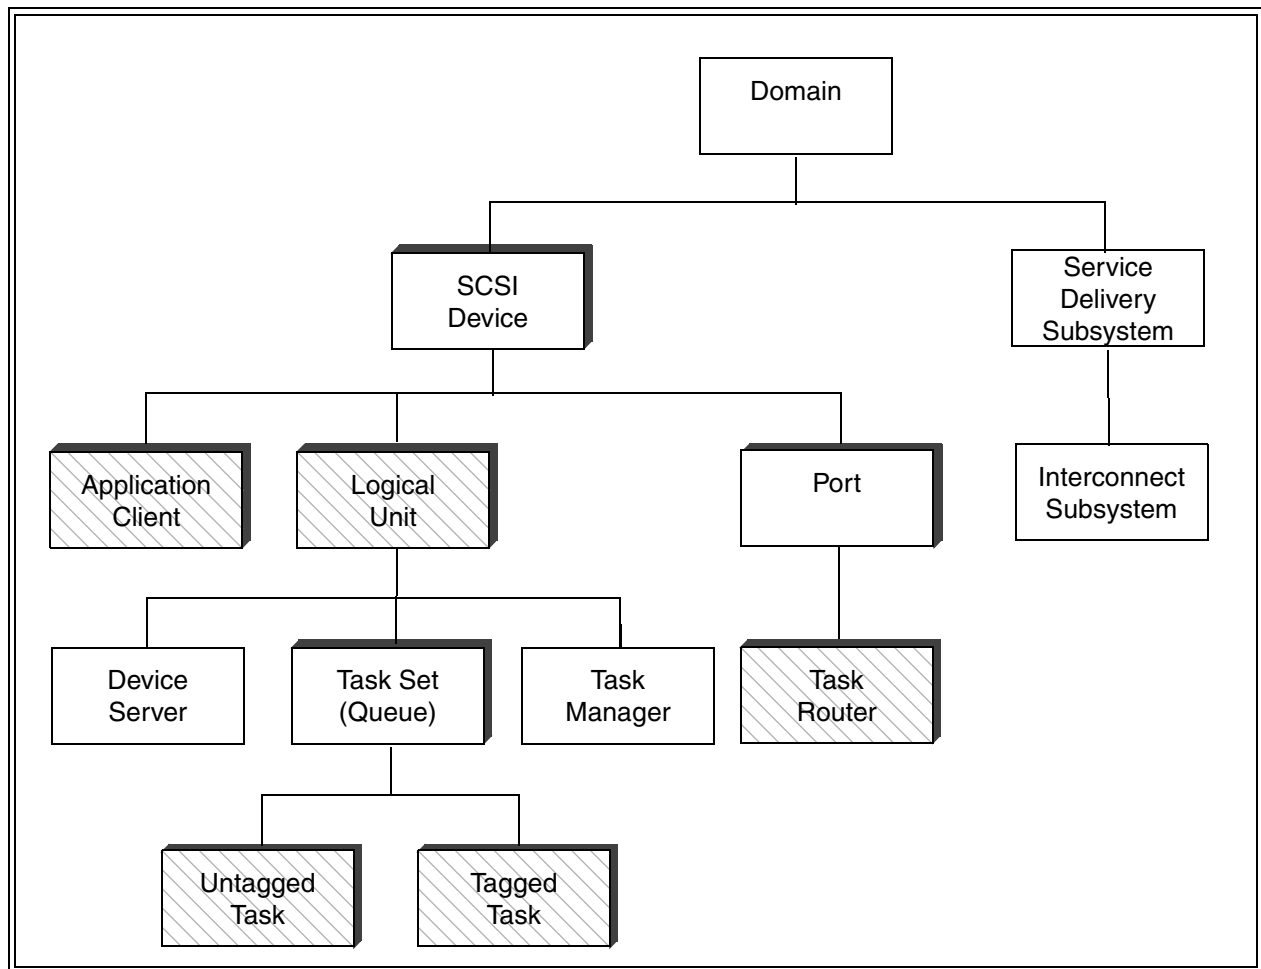 Domain
SCSI
Device
Service
Delivery
Subsystem
Application
Client
Logical
Unit
Port
Interconnect
Subsystem
Device
Server
Task Set
(Queue)
Task
Manager
Task
Router
Untagged
Task
Tagged
Task